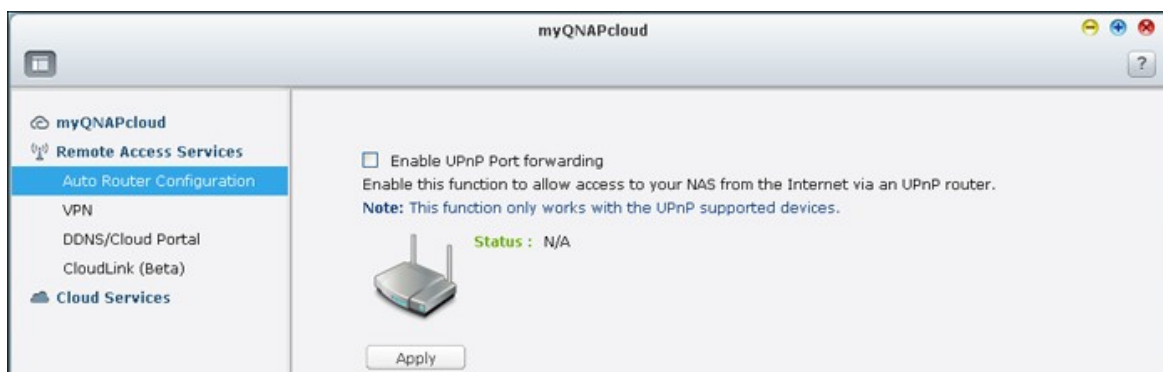 myQNAPcloud
?
myQNAPcloud
Remote Access Services
Auto Router Configuration
VPN
DDNS/Cloud Portal
CloudLink (Beta)
Cloud Services
Enable UPnP Port forwarding
Enable this function to allow access to your NAS from the Internet via an UPnP router.
Note: This function only works with the UPnP supported devices.
Status : N/A
Apply